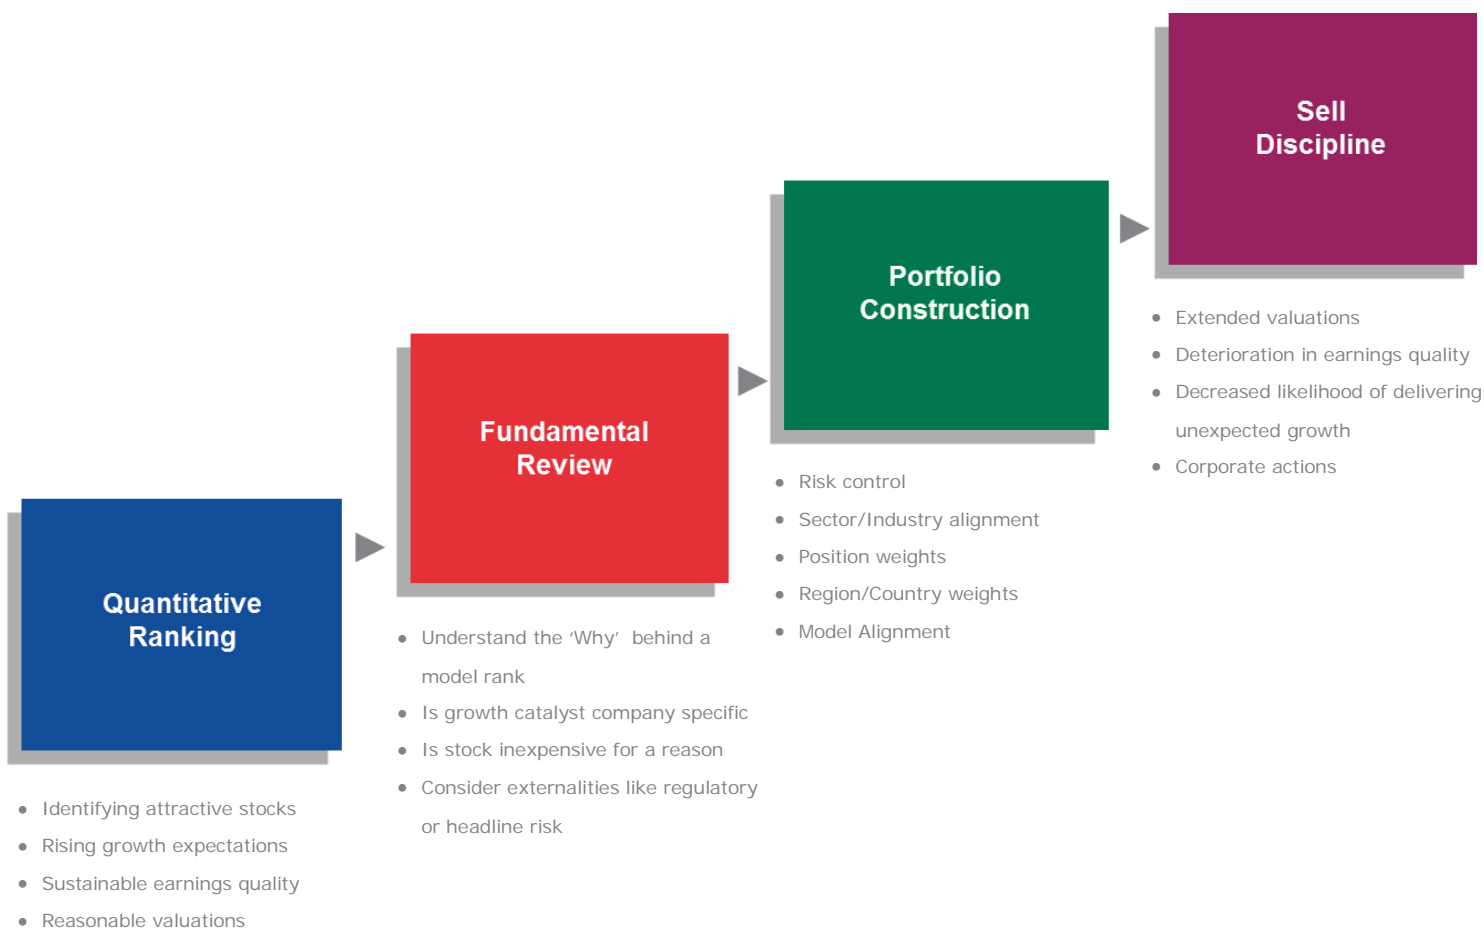 Quantitative
Ranking
• Identifying attractive stocks
• Rising growth expectations
• Sustainable earnings quality
• Reasonable valuations
Fundamental
Review
• Understand the ‘Why’ behind a
model rank
• Is growth catalyst company specific
• Is stock inexpensive for a reason
• Consider externalities like regulatory
or headline risk
Portfolio
Construction
• Risk control
• Sector/Industry alignment
• Position weights
• Region/Country weights
• Model Alignment
Sell
Discipline
• Extended valuations
• Deterioration in earnings quality
• Decreased likelihood of delivering
unexpected growth
• Corporate actions